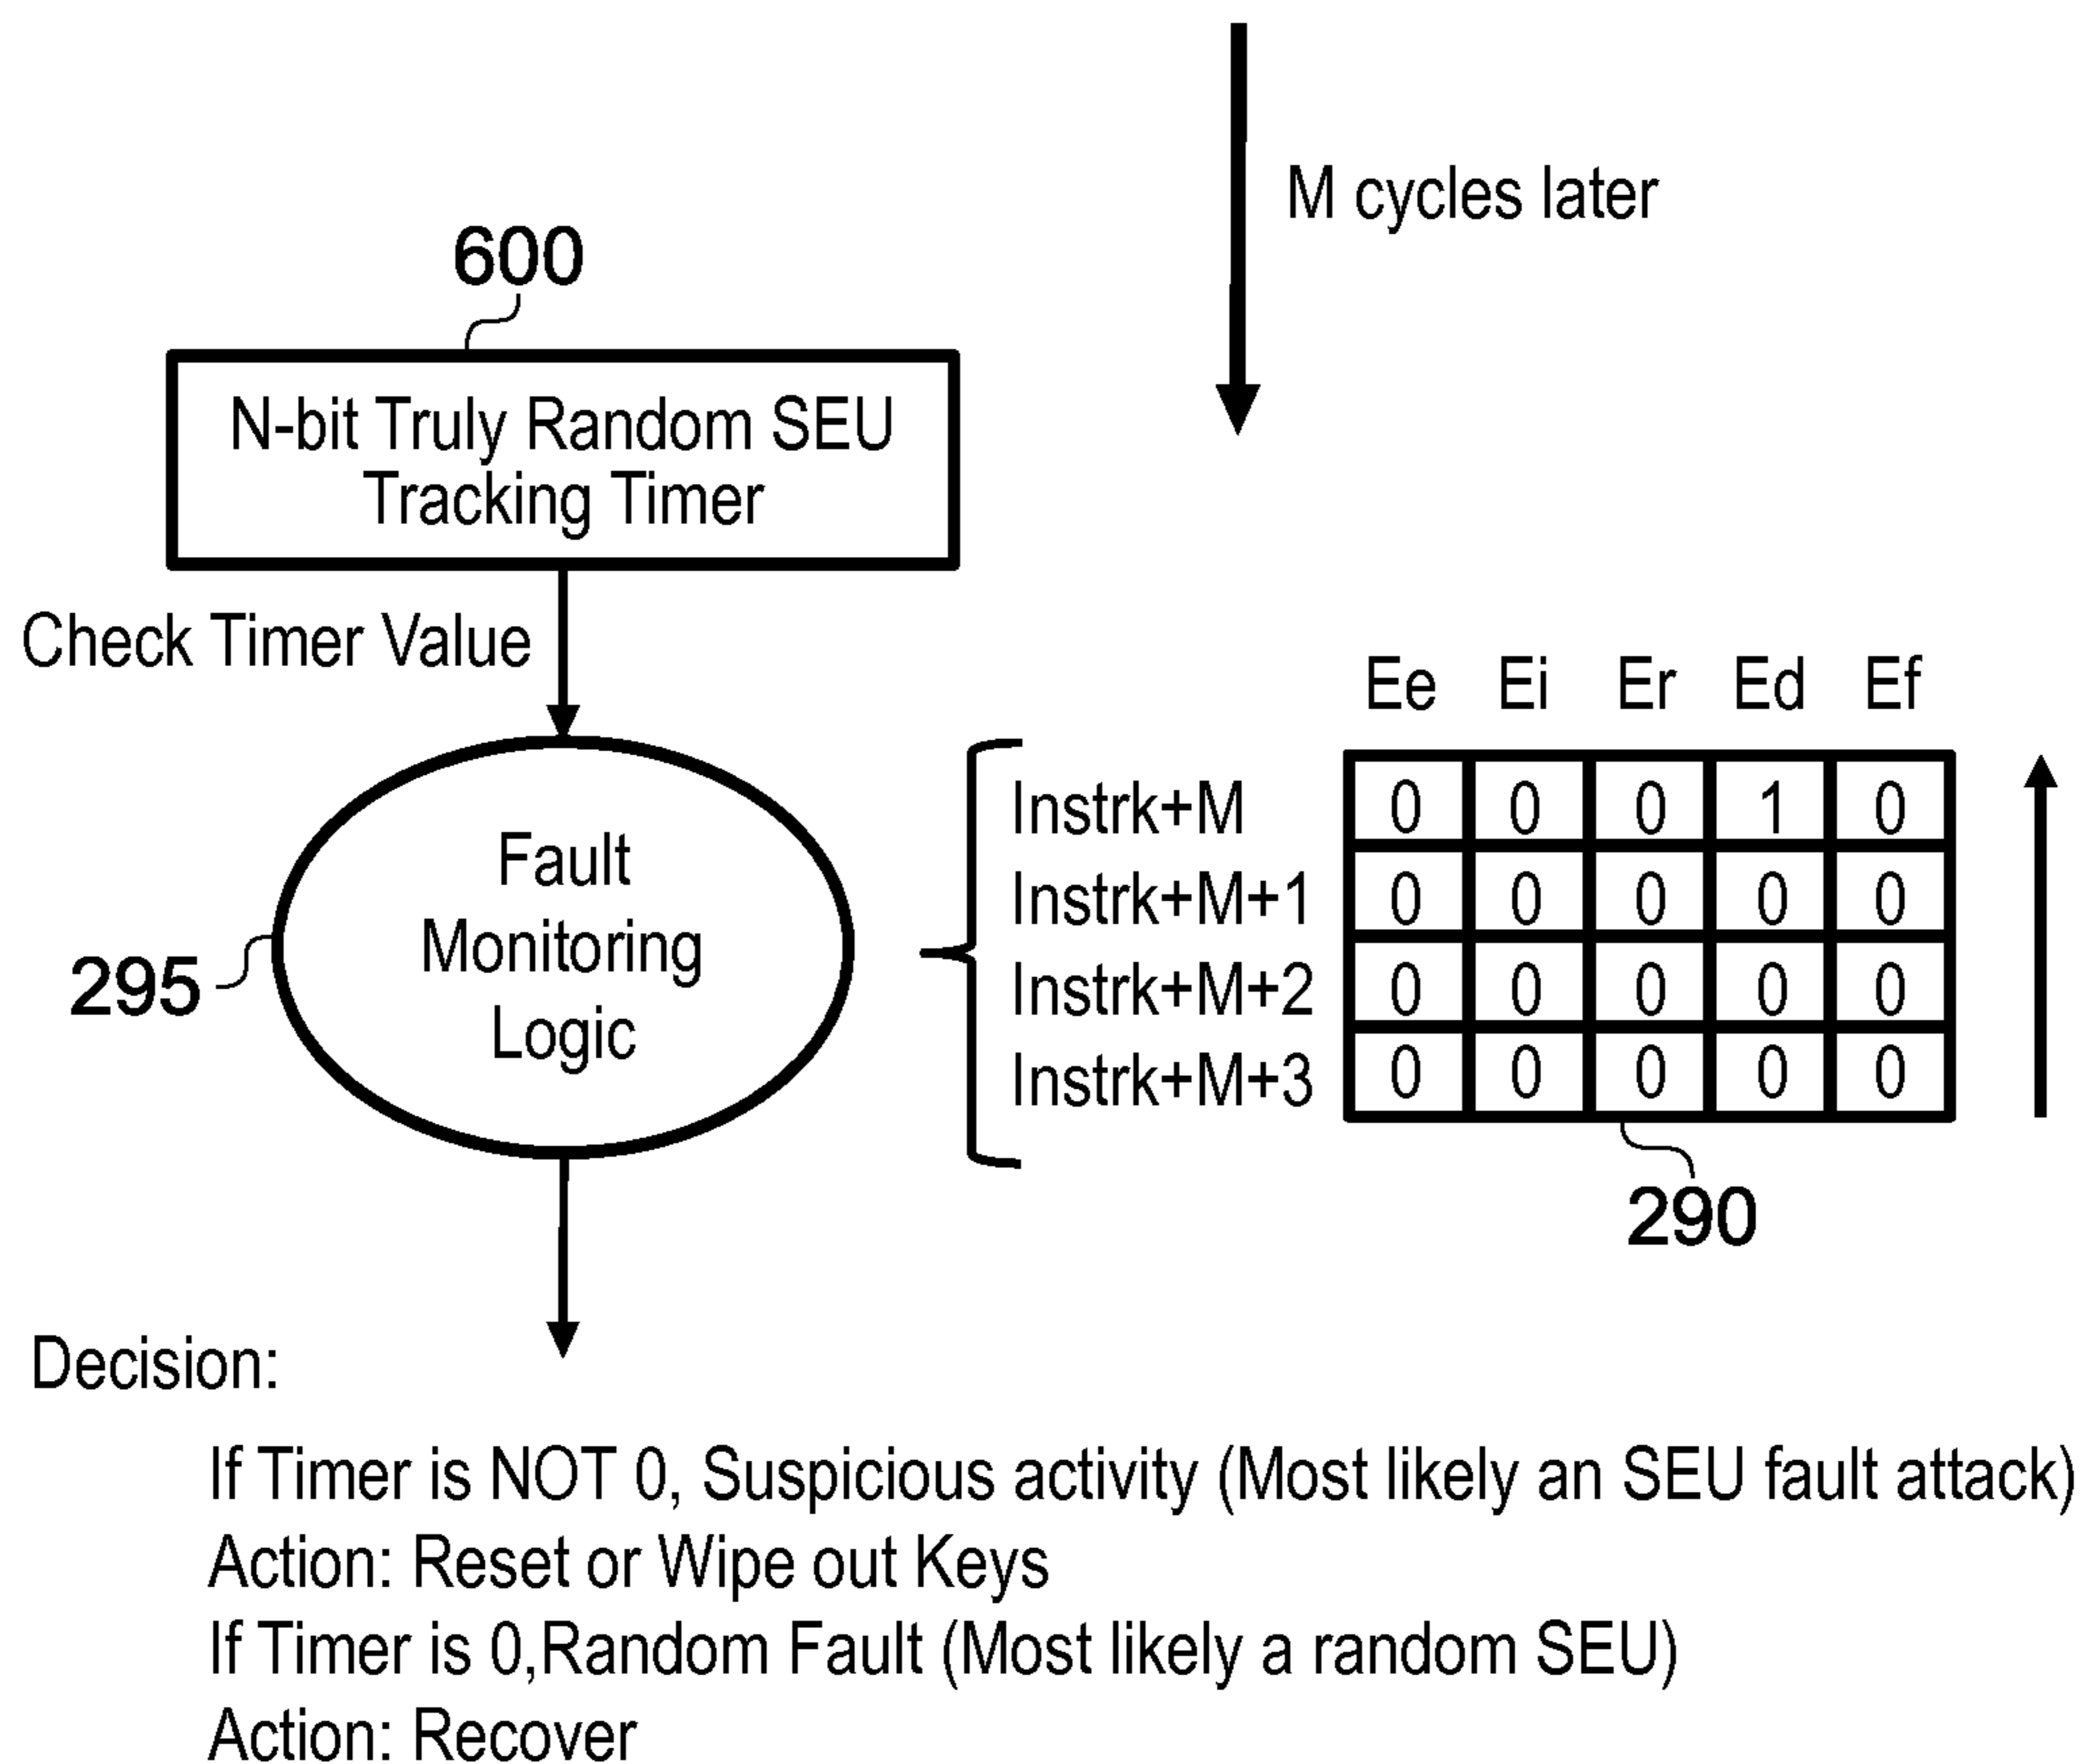 M cycles later
600
N-bit Truly Random SEU
Tracking Timer
Check Timer Value
Fault
Monitoring
Logic
295
Ee Ei Er Ed Ef
Instrk+M 0 0 0 1 0
Instrk+M+1 0 0 0 0 0
Instrk+M+2 0 0 0 0 0
Instrk+M+3 0 0 0 0 0
290
Decision:
If Timer is NOT 0, Suspicious activity (Most likely an SEU fault attack)
Action: Reset or Wipe out Keys
If Timer is 0,Random Fault (Most likely a random SEU)
Action: Recover